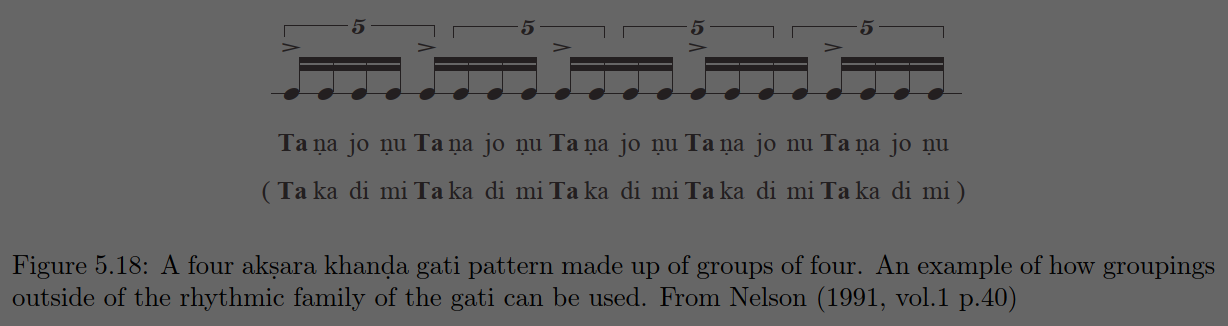 5 5 5 5
Ta ṇa jo ṇu Ta ṇa jo ṇu Ta ṇa jo ṇu Ta ṇa jo nu Ta ṇa jo ṇu
( Ta ka di mi Ta ka di mi Ta ka di mi Ta ka di mi Ta ka di mi )
Figure 5.18: A four akṣara khaṇḍa gati pattern made up of groups of four. An example of how groupings
outside of the rhythmic family of the gati can be used. From Nelson (1991, vol.1 p.40)